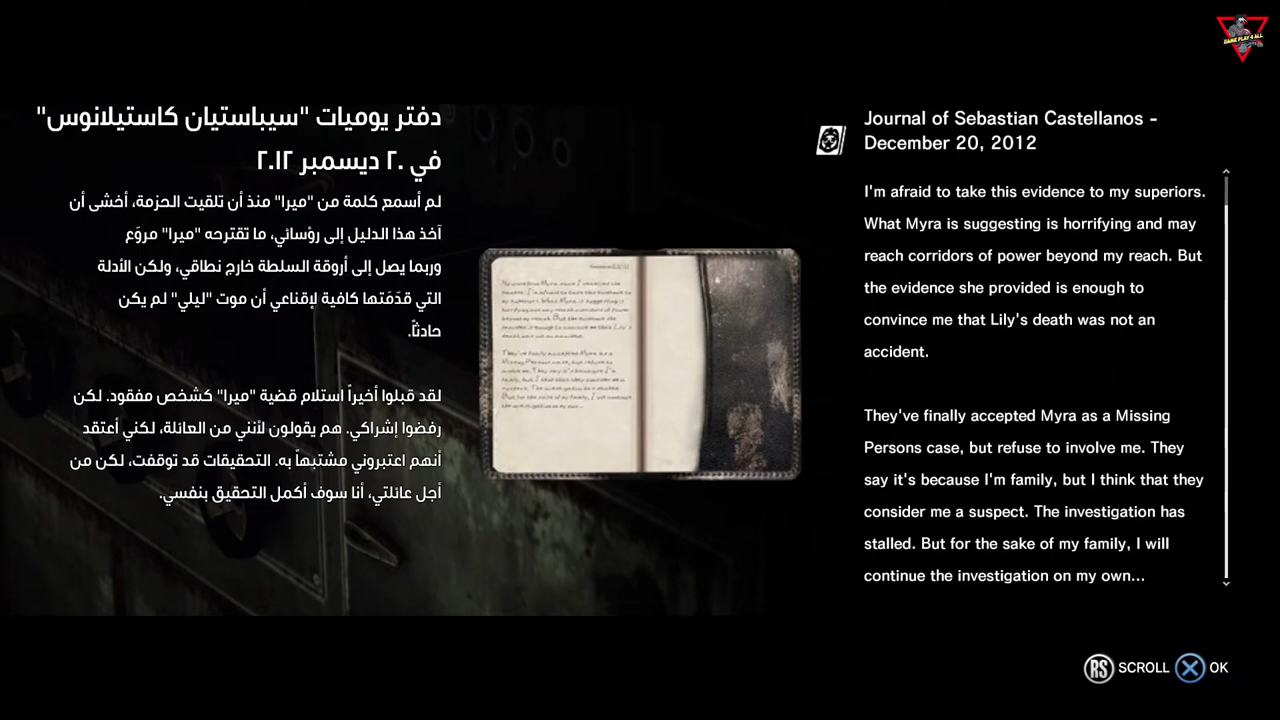 GAME PLAY 4 ALL
دفتر يوميات "سيباستيان كاستيلانوس"
في ٢٠ ديسمبر ٢٠١٢
لم أسمع كلمة من "ميرا" منذ أن تلقيت الحزمة، أخشى أن
آخذ هذا الدليل إلى رؤسائي، ما تقترحه "ميرا" مروّع
وربما يصل إلى أروقة السلطة خارج نطاقي، ولكن الأدلة
التي قدّمَتها كافية لإقناعي أن موت "ليلي" لم يكن
حادثاً.
لقد قبلوا أخيراً استلام قضية "ميرا" كشخص مفقود. لكن
رفضوا إشراكي. هم يقولون لأنني من العائلة، لكني أعتقد
أنهم اعتبروني مشتبهاً به. التحقيقات قد توقفت، لكن من
أجل عائلتي، أنا سوف أكمل التحقيق بنفسي.
Journal of Sebastian Castellanos -
December 20, 2012
I'm afraid to take this evidence to my superiors.
What Myra is suggesting is horrifying and may
reach corridors of power beyond my reach. But
the evidence she provided is enough to
convince me that Lily's death was not an
accident.
They've finally accepted Myra as a Missing
Persons case, but refuse to involve me. They
say it's because I'm family, but I think that they
consider me a suspect. The investigation has
stalled. But for the sake of my family, I will
continue the investigation on my own...
RS SCROLL OK